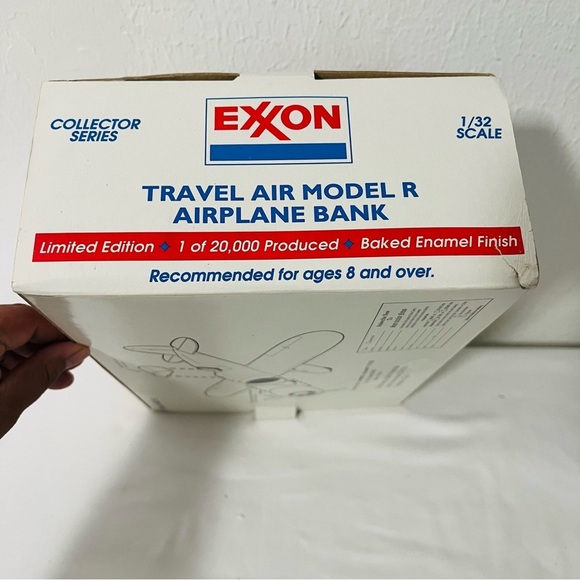 COLLECTOR
SERIES
EXXON
1/32
SCALE
TRAVEL AIR MODEL R
AIRPLANE BANK
Limited Edition ✦ 1 of 20,000 Produced ✦ Baked Enamel Finish
Recommended for ages 8 and over.